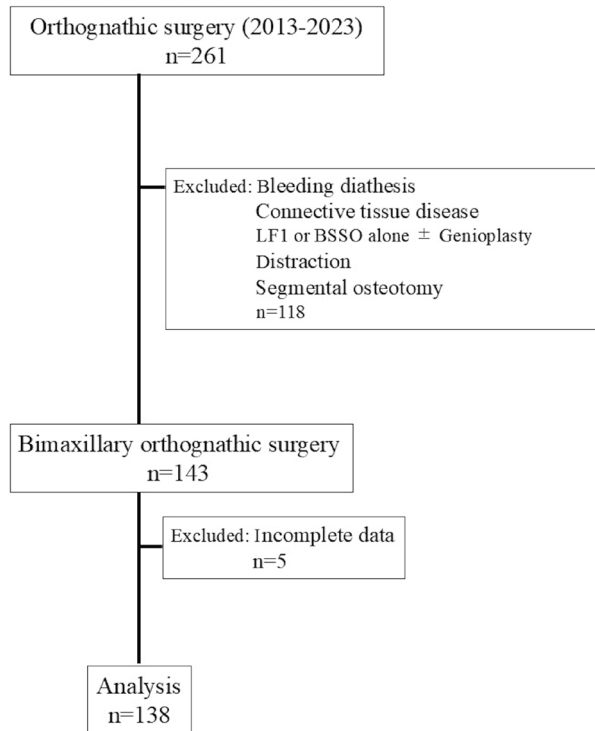 Orthognathic surgery (2013-2023)
n=261
Excluded: Bleeding diathesis
Connective tissue disease
LF1 or BSSO alone ± Genioplasty
Distraction
Segmental osteotomy
n=118
Bimaxillary orthognathic surgery
n=143
Excluded: Incomplete data
n=5
Analysis
n=138